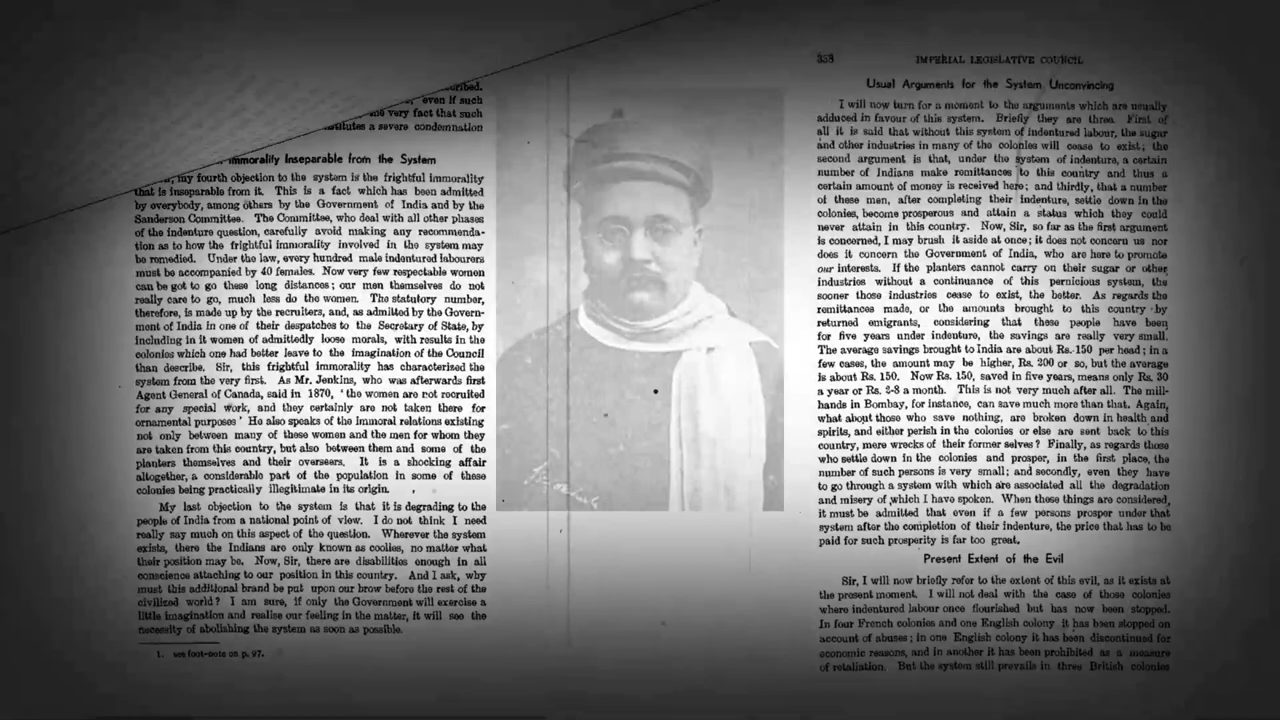 scribed.
even if such
the very fact that such
stitutes a severe condemnation
Immorality Inseparable from the System
my fourth objection to the system is the frightful immorality
that is inseparable from it. This is a fact which has been admitted
by everybody, among others by the Government of India and by the
Sanderson Committee. The Committee, who deal with all other phases
of the indenture question, carefully avoid making any recommenda-
tion as to how the frightful immorality involved in the system may
be remedied. Under the law, every hundred male indentured labourers
must be accompanied by 40 females. Now very few respectable women
can be got to go these long distances; our men themselves do not
really care to go, much less do the women. The statutory number,
therefore, is made up by the recruiters, and, as admitted by the Govern-
ment of India in one of their despatches to the Secretary of State, by
including in it women of admittedly loose morals, with results in the
colonies which one had better leave to the imagination of the Council
than describe. Sir, this frightful immorality has characterized the
system from the very first. As Mr. Jenkins, who was afterwards first
Agent General of Canada, said in 1870, ' the women are not recruited
for any special work, and they certainly are not taken there for
ornamental purposes ' He also speaks of the immoral relations existing
not only between many of these women and the men for whom they
are taken from this country, but also between them and some of the
planters themselves and their overseers. It is a shocking affair
altogether, a considerable part of the population in some of these
colonies being practically illegitimate in its origin.
My last objection to the system is that it is degrading to the
people of India from a national point of view. I do not think I need
really say much on this aspect of the question. Wherever the system
exists, there the Indians are only known as coolies, no matter what
their position may be. Now, Sir, there are disabilities enough in all
conscience attaching to our position in this country. And I ask, why
must this additional brand be put upon our brow before the rest of the
civilized world? I am sure, if only the Government will exercise a
little imagination and realise our feeling in the matter, it will see the
necessity of abolishing the system as soon as possible.
1. see foot-note on p. 97.
358 IMPERIAL LEGISLATIVE COUNCIL
Usual Arguments for the System Unconvincing
I will now turn for a moment to the arguments which are usually
adduced in favour of this system. Briefly they are three. First of
all it is said that without this system of indentured labour, the sugar
and other industries in many of the colonies will cease to exist; the
second argument is that, under the system of indenture, a certain
number of Indians make remittances to this country and thus a
certain amount of money is received here; and thirdly, that a number
of these men, after completing their indenture, settle down in the
colonies, become prosperous and attain a status which they could
never attain in this country. Now, Sir, so far as the first argument
is concerned, I may brush it aside at once; it does not concern us nor
does it concern the Government of India, who are here to promote
our interests. If the planters cannot carry on their sugar or other
industries without a continuance of this pernicious system, the
sooner those industries cease to exist, the better. As regards the
remittances made, or the amounts brought to this country by
returned emigrants, considering that these people have been
for five years under indenture, the savings are really very small.
The average savings brought to India are about Rs. 150 per head; in a
few cases, the amount may be higher, Rs. 200 or so, but the average
is about Rs. 150. Now Rs. 150, saved in five years, means only Rs. 30
a year or Rs. 2-8 a month. This is not very much after all. The mill-
hands in Bombay, for instance, can save much more than that. Again,
what about those who save nothing, are broken down in health and
spirits, and either perish in the colonies or else are sent back to this
country, mere wrecks of their former selves? Finally, as regards those
who settle down in the colonies and prosper, in the first place, the
number of such persons is very small; and secondly, even they have
to go through a system with which are associated all the degradation
and misery of which I have spoken. When these things are considered,
it must be admitted that even if a few persons prosper under that
system after the completion of their indenture, the price that has to be
paid for such prosperity is far too great.
Present Extent of the Evil
Sir, I will now briefly refer to the extent of this evil, as it exists at
the present moment. I will not deal with the case of those colonies
where indentured labour once flourished but has now been stopped.
In four French colonies and one English colony it has been stopped on
account of abuses; in one English colony it has been discontinued for
economic reasons, and in another it has been prohibited as a measure
of retaliation. But the system still prevails in three British colonies